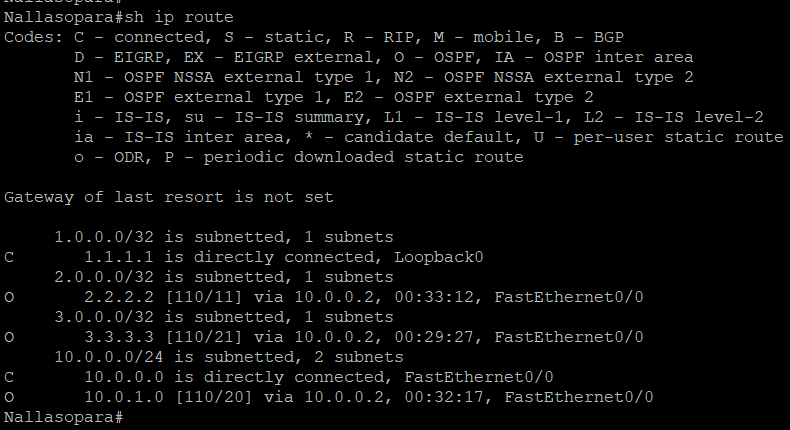 Nallasopara#
Nallasopara#sh ip route
Codes: C - connected, S - static, R - RIP, M - mobile, B - BGP
       D - EIGRP, EX - EIGRP external, O - OSPF, IA - OSPF inter area
       N1 - OSPF NSSA external type 1, N2 - OSPF NSSA external type 2
       E1 - OSPF external type 1, E2 - OSPF external type 2
       i - IS-IS, su - IS-IS summary, L1 - IS-IS level-1, L2 - IS-IS level-2
       ia - IS-IS inter area, * - candidate default, U - per-user static route
       o - ODR, P - periodic downloaded static route

Gateway of last resort is not set

     1.0.0.0/32 is subnetted, 1 subnets
C       1.1.1.1 is directly connected, Loopback0
     2.0.0.0/32 is subnetted, 1 subnets
O       2.2.2.2 [110/11] via 10.0.0.2, 00:33:12, FastEthernet0/0
     3.0.0.0/32 is subnetted, 1 subnets
O       3.3.3.3 [110/21] via 10.0.0.2, 00:29:27, FastEthernet0/0
     10.0.0.0/24 is subnetted, 2 subnets
C       10.0.0.0 is directly connected, FastEthernet0/0
O       10.0.1.0 [110/20] via 10.0.0.2, 00:32:17, FastEthernet0/0
Nallasopara#